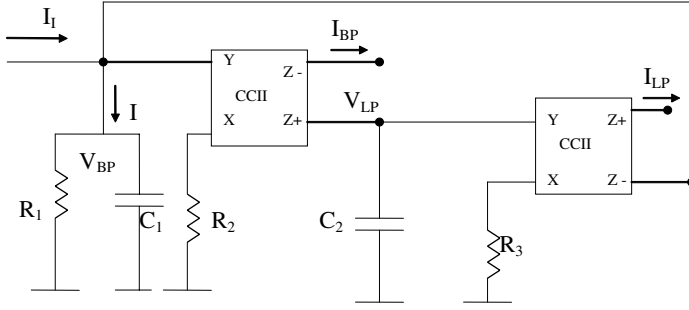 I_I
I_BP
I_LP
Y
Z -
CCII
I
V_LP
X
Z+
Y
Z+
CCII
V_BP
X
Z -
R_1
C_1
R_2
C_2
R_3